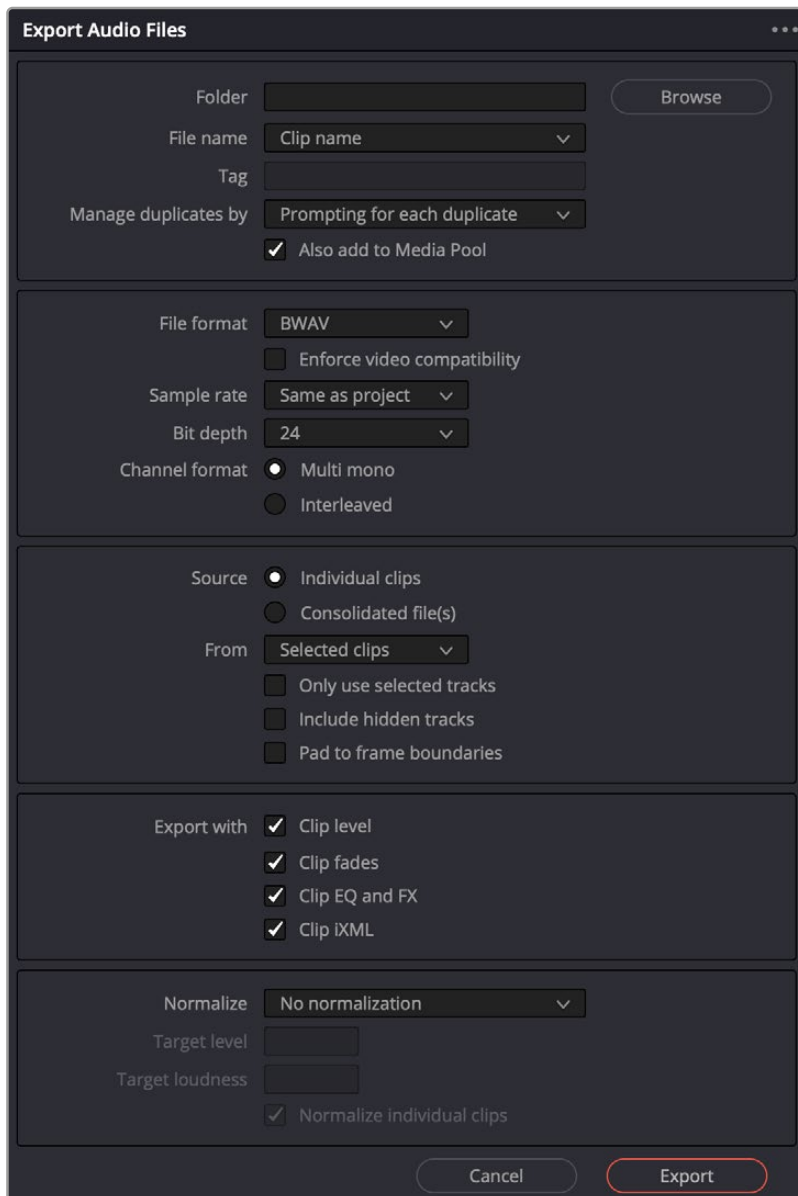 Export Audio Files
Folder Browse
File name Clip name
Tag
Manage duplicates by Prompting for each duplicate
Also add to Media Pool
File format BWAV
Enforce video compatibility
Sample rate Same as project
Bit depth 24
Channel format Multi mono
Interleaved
Source Individual clips
Consolidated file(s)
From Selected clips
Only use selected tracks
Include hidden tracks
Pad to frame boundaries
Export with Clip level
Clip fades
Clip EQ and FX
Clip iXML
Normalize No normalization
Target level
Target loudness
Normalize individual clips
Cancel Export